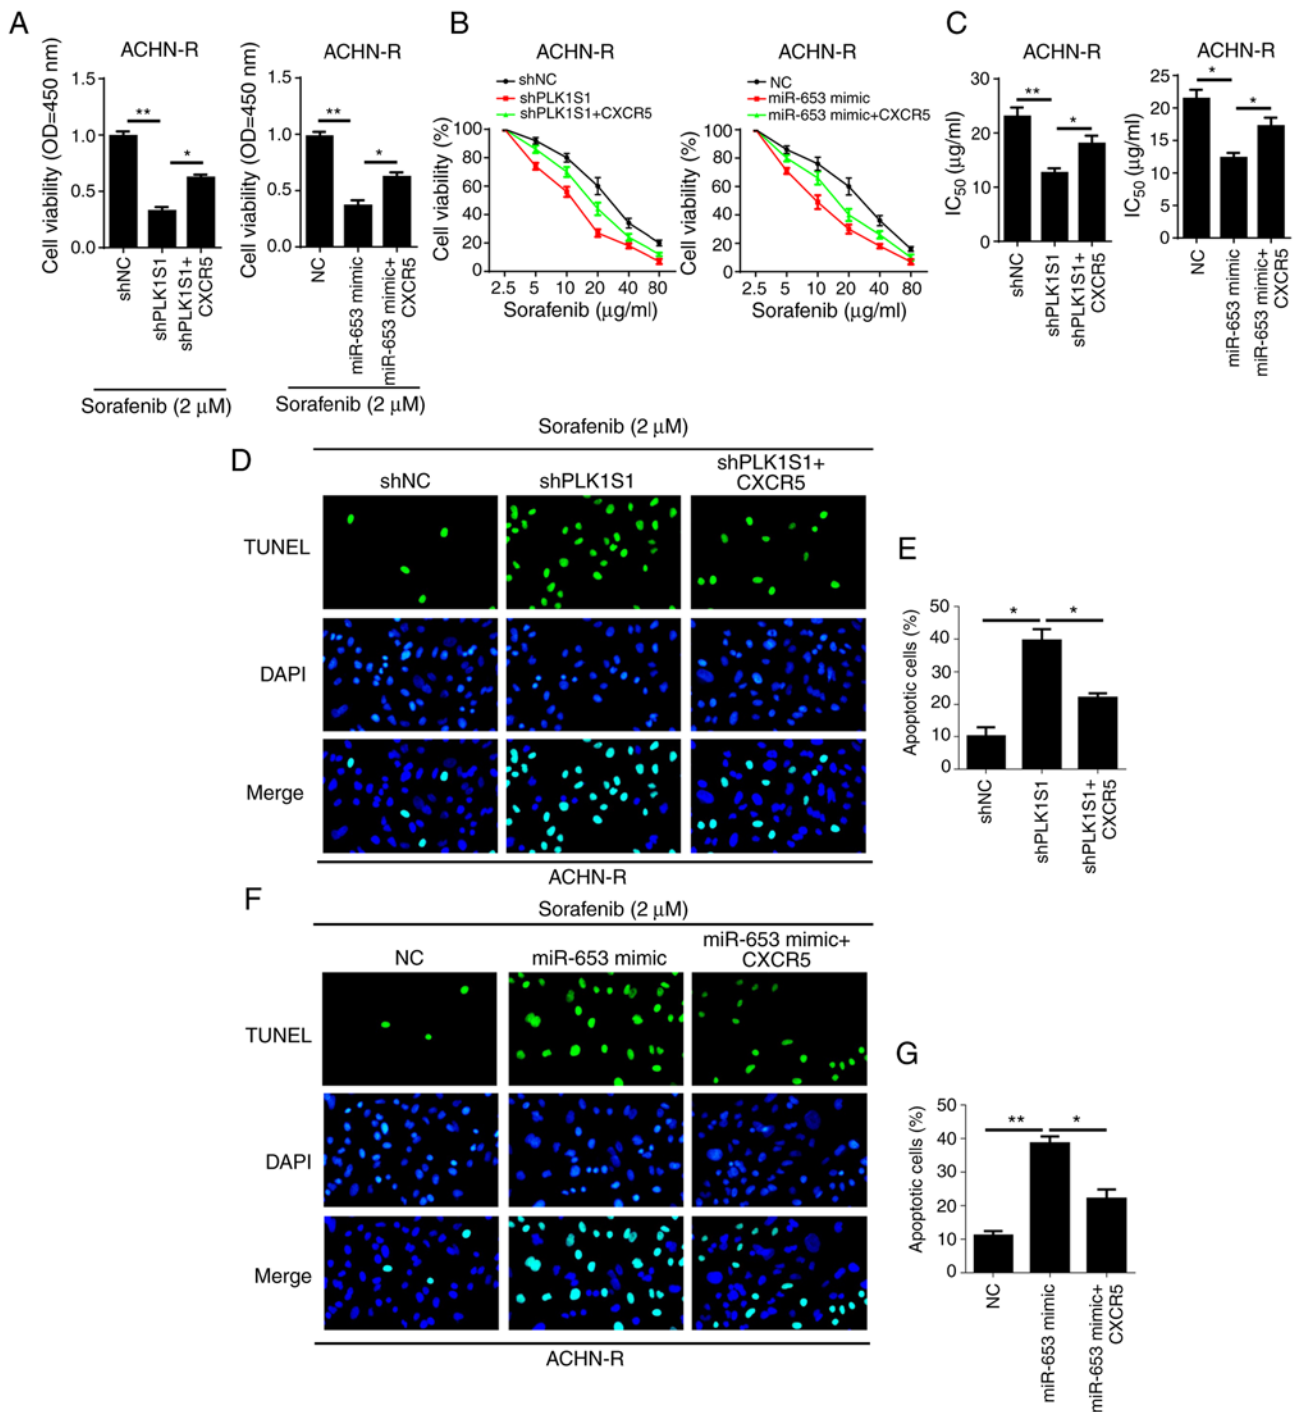 A
ACHN-R
Cell viability (OD=450 nm)
1.5
1.0
0.5
0.0
**
*
shNC
shPLK1S1
shPLK1S1+
CXCR5
Sorafenib (2 μM)
ACHN-R
Cell viability (OD=450 nm)
1.5
1.0
0.5
0.0
**
*
NC
miR-653 mimic
miR-653 mimic+
CXCR5
Sorafenib (2 μM)
B
ACHN-R
shNC
shPLK1S1
shPLK1S1+CXCR5
Cell viability (%)
100
80
60
40
20
0
2.5 5 10 20 40 80
Sorafenib (μg/ml)
ACHN-R
NC
miR-653 mimic
miR-653 mimic+CXCR5
Cell viability (%)
100
80
60
40
20
0
2.5 5 10 20 40 80
Sorafenib (μg/ml)
C
ACHN-R
IC50 (μg/ml)
30
20
10
0
**
*
shNC
shPLK1S1
shPLK1S1+
CXCR5
ACHN-R
IC50 (μg/ml)
25
20
15
10
5
0
*
*
NC
miR-653 mimic
miR-653 mimic+
CXCR5
D
Sorafenib (2 μM)
shNC
shPLK1S1
shPLK1S1+
CXCR5
TUNEL
DAPI
Merge
ACHN-R
E
Apoptotic cells (%)
50
40
30
20
10
0
*
*
shNC
shPLK1S1
shPLK1S1+
CXCR5
F
Sorafenib (2 μM)
NC
miR-653 mimic
miR-653 mimic+
CXCR5
TUNEL
DAPI
Merge
ACHN-R
G
Apoptotic cells (%)
50
40
30
20
10
0
**
*
NC
miR-653 mimic
miR-653 mimic+
CXCR5